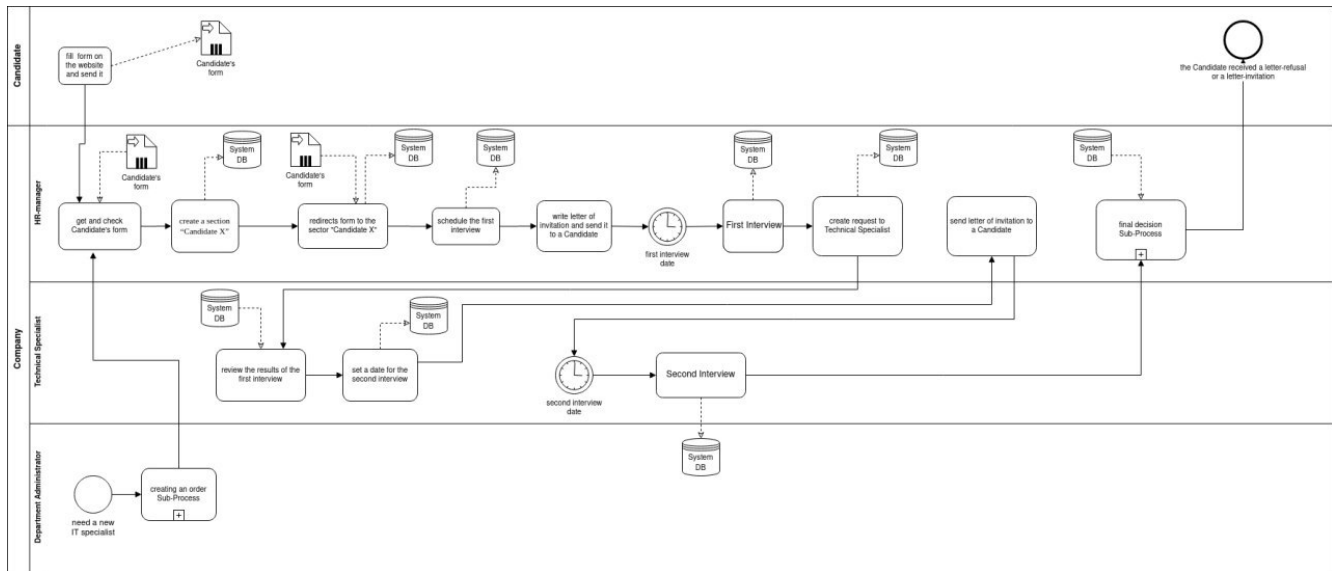 Candidate
fill form on
the website
and send it
Candidate's
form
the Candidate received a letter-refusal
or a letter-invitation
Company
HR-manager
Candidate's
form
System
DB
Candidate's
form
System
DB
System
DB
System
DB
System
DB
System
DB
get and check
Candidate's form
create a section
“Candidate X”
redirects form to the
sector "Candidate X"
schedule the first
interview
write letter of
invitation and send it
to a Candidate
first interview
date
First Interview
create request to
Technical Specialist
send letter of invitation to
a Candidate
final decision
Sub-Process
Technical Specialist
System
DB
System
DB
review the results of the
first interview
set a date for the
second interview
second interview
date
Second Interview
Department Administrator
System
DB
need a new
IT specialist
creating an order
Sub-Process